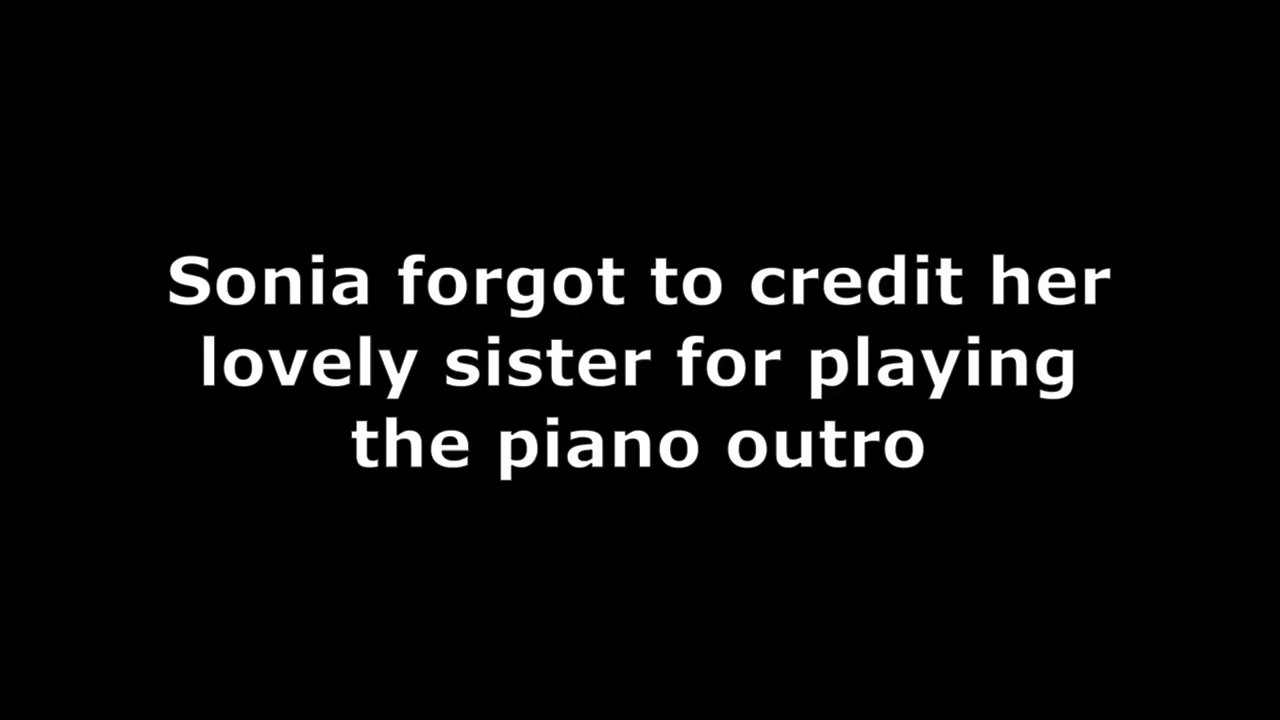 Sonia forgot to credit her
lovely sister for playing
the piano outro